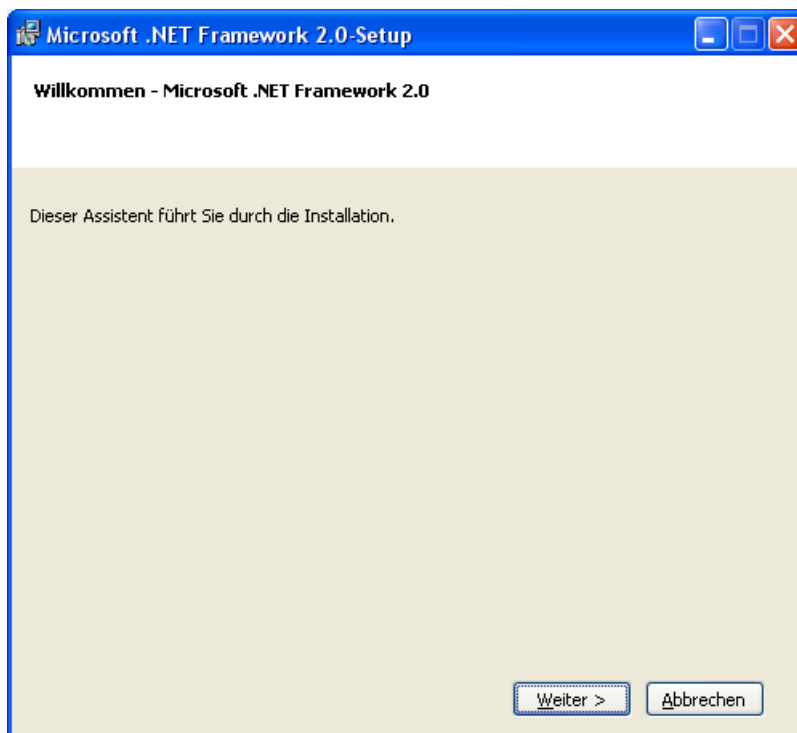 Microsoft .NET Framework 2.0-Setup
Willkommen - Microsoft .NET Framework 2.0
Dieser Assistent führt Sie durch die Installation.
Weiter > Abbrechen